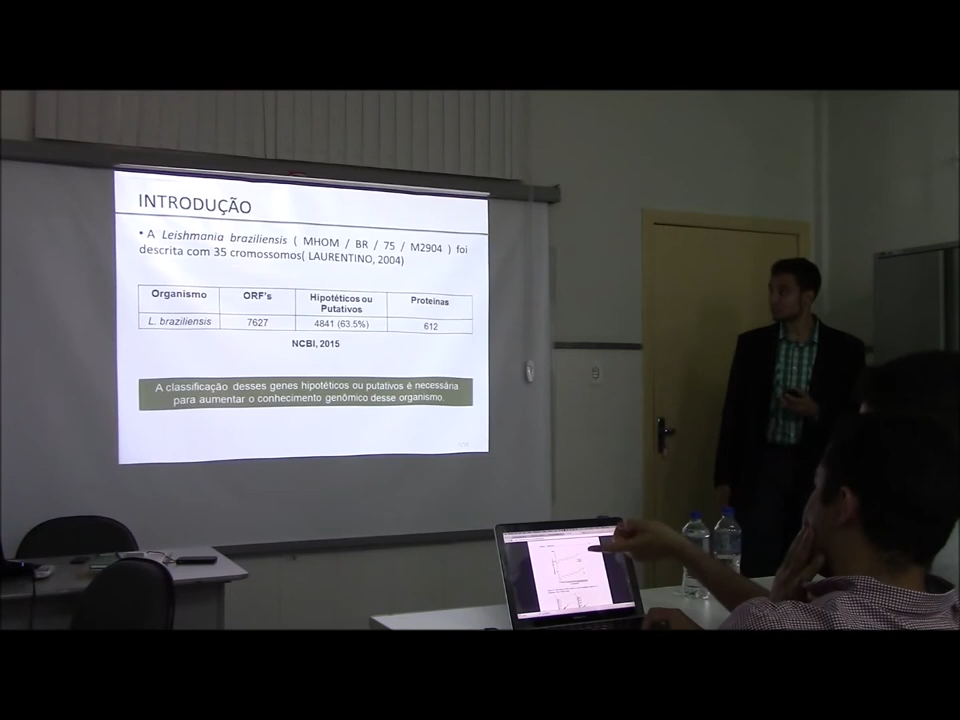 INTRODUÇÃO
• A Leishmania braziliensis ( MHOM / BR / 75 / M2904 ) foi
descrita com 35 cromossomos( LAURENTINO, 2004)
Organismo ORF's Hipotéticos ou Putativos Proteinas
L. braziliensis 7627 4841 (63.5%) 612
NCBI, 2015
A classificação desses genes hipotéticos ou putativos é necessária
para aumentar o conhecimento genômico desse organismo.